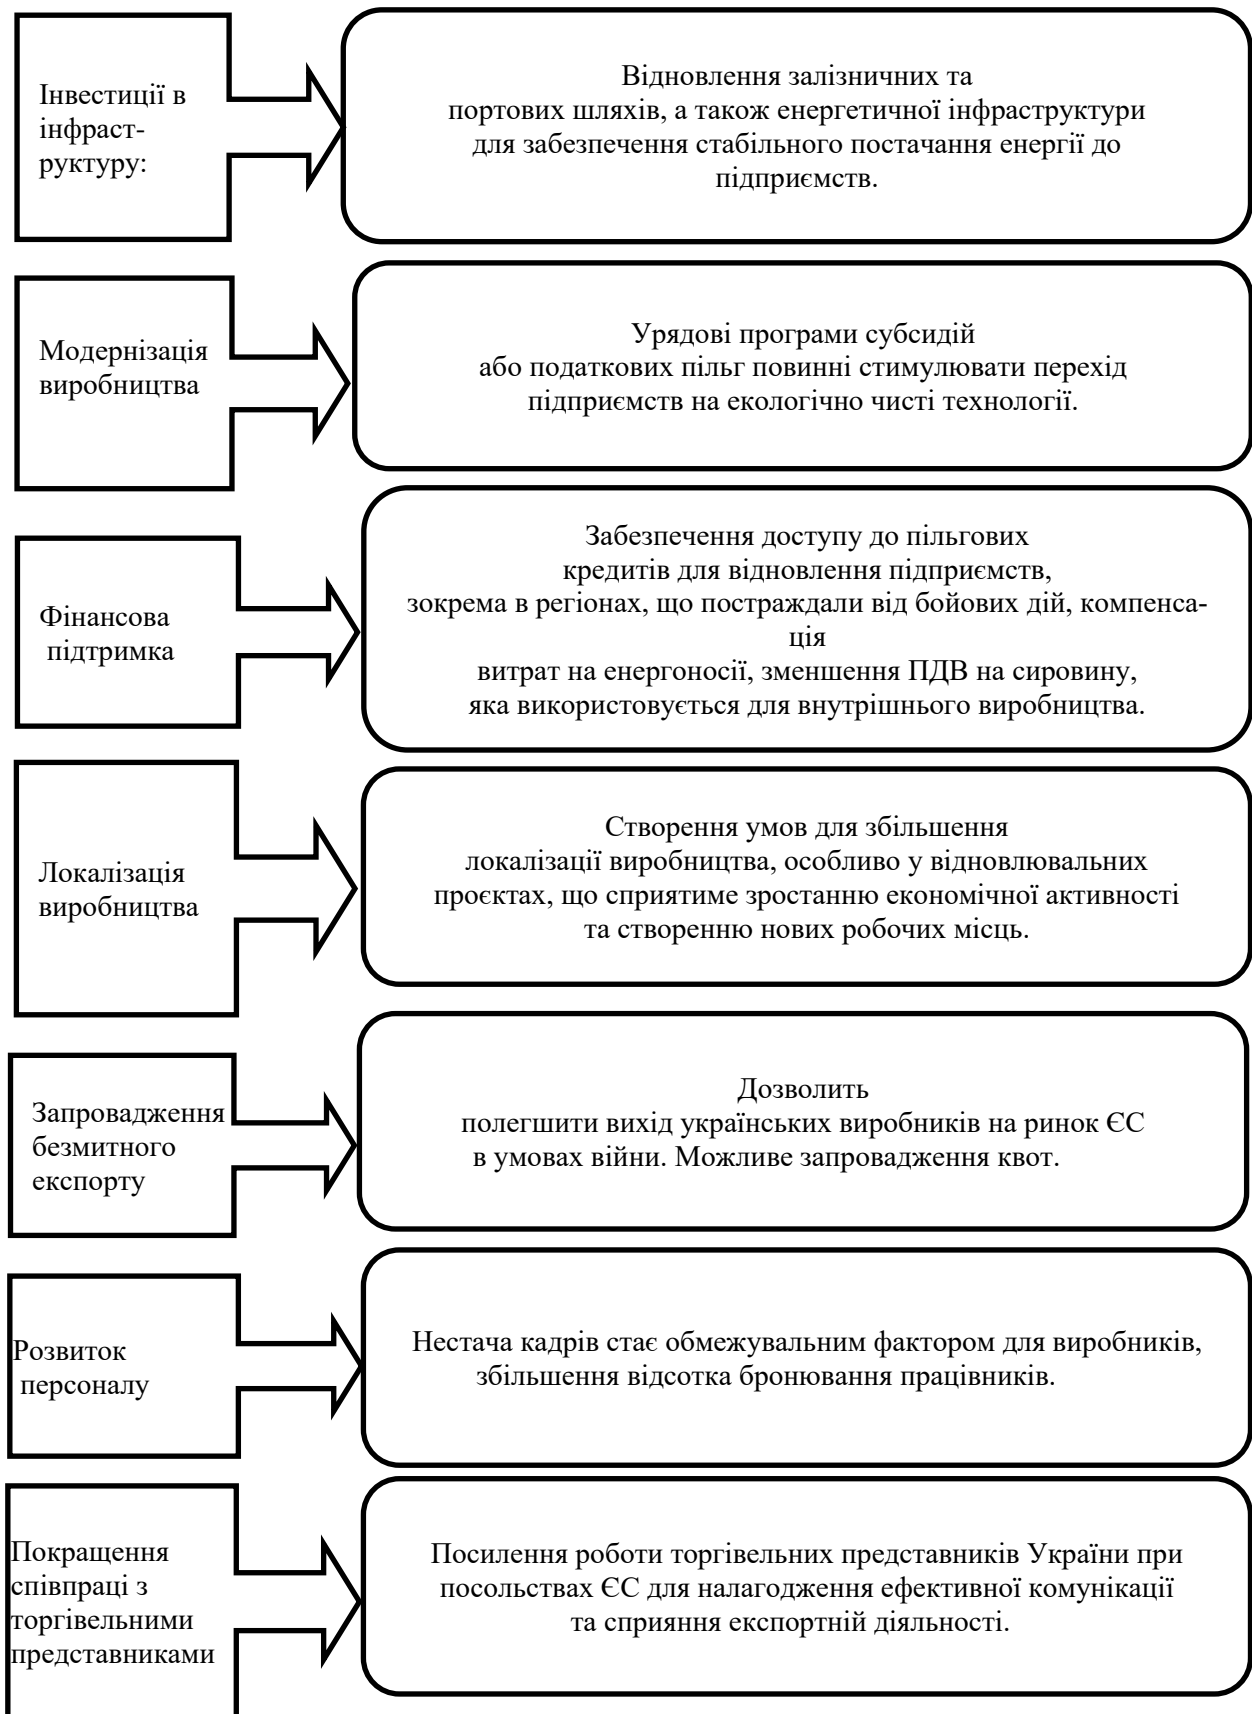 Інвестиції в
інфраст-
руктуру:
Відновлення залізничних та
портових шляхів, а також енергетичної інфраструктури
для забезпечення стабільного постачання енергії до
підприємств.
Модернізація
виробництва
Урядові програми субсидій
або податкових пільг повинні стимулювати перехід
підприємств на екологічно чисті технології.
Фінансова
підтримка
Забезпечення доступу до пільгових
кредитів для відновлення підприємств,
зокрема в регіонах, що постраждали від бойових дій, компенса-
ція
витрат на енергоносії, зменшення ПДВ на сировину,
яка використовується для внутрішнього виробництва.
Локалізація
виробництва
Створення умов для збільшення
локалізації виробництва, особливо у відновлювальних
проєктах, що сприятиме зростанню економічної активності
та створенню нових робочих місць.
Запровадження
безмитного
експорту
Дозволить
полегшити вихід українських виробників на ринок ЄС
в умовах війни. Можливе запровадження квот.
Розвиток
персоналу
Нестача кадрів стає обмежувальним фактором для виробників,
збільшення відсотка бронювання працівників.
Покращення
співпраці з
торгівельними
представниками
Посилення роботи торгівельних представників України при
посольствах ЄС для налагодження ефективної комунікації
та сприяння експортній діяльності.